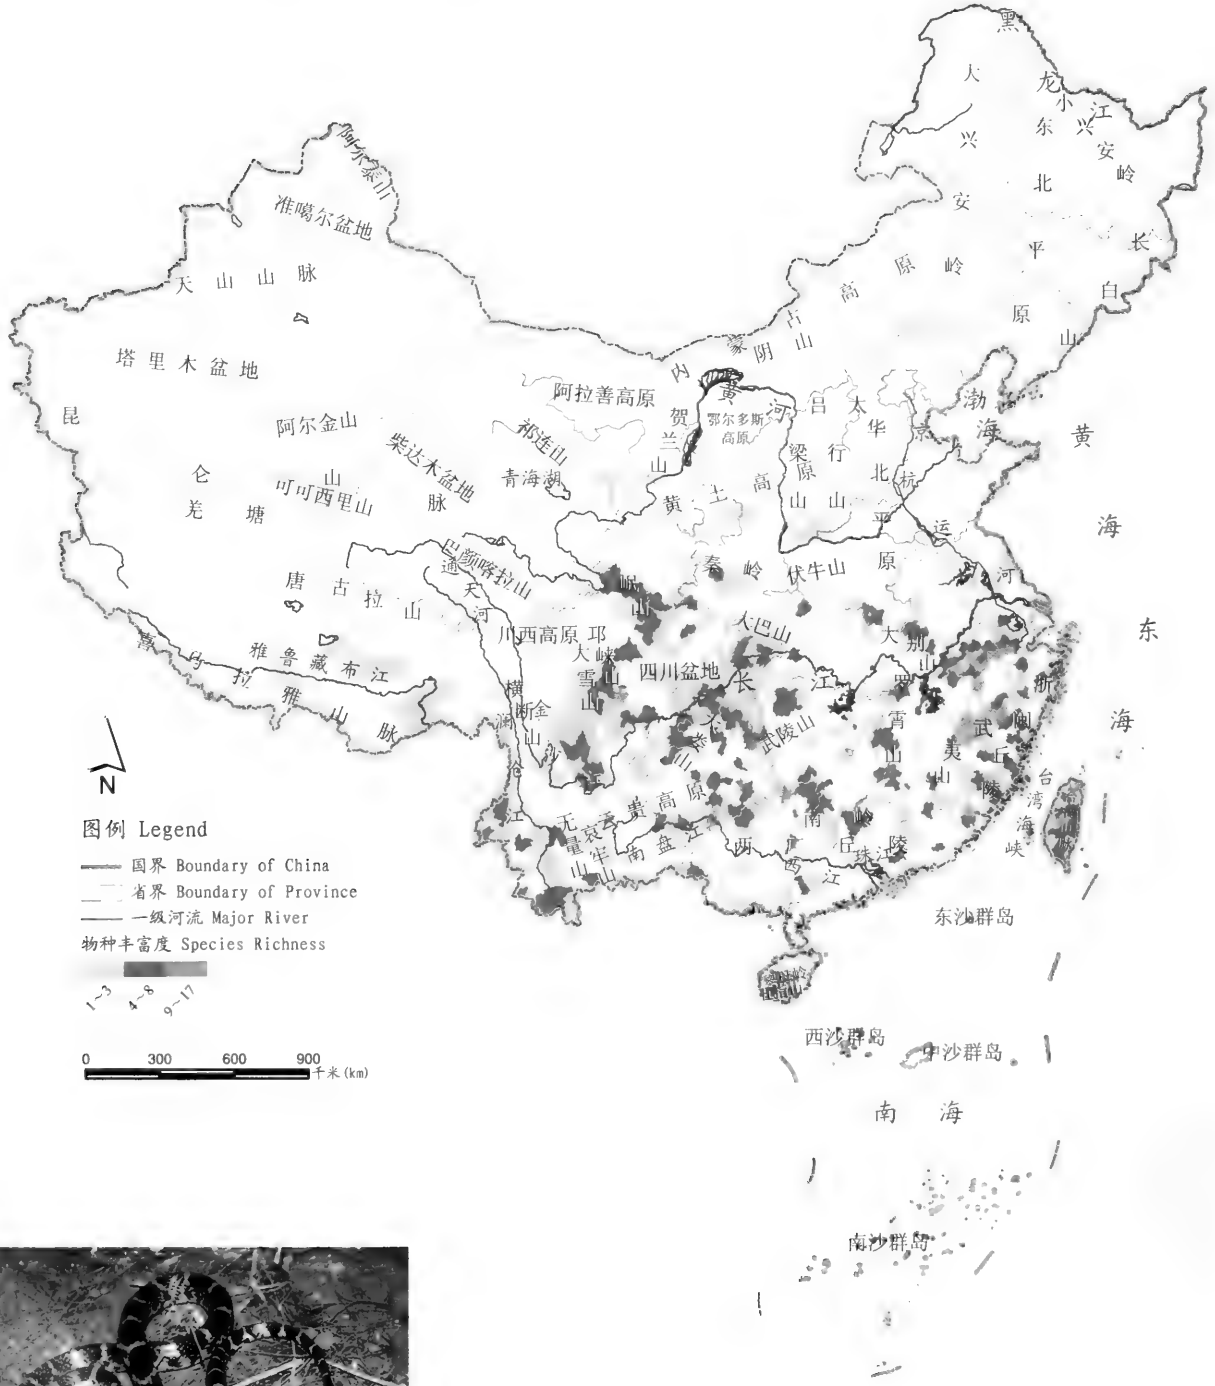 黑龙江
大兴安岭
小兴安岭
东北平原
长白山
阿尔泰山
准噶尔盆地
天山山脉
塔里木盆地
内蒙古高原
阴山
阿拉善高原
贺兰山
黄河
鄂尔多斯
高原
吕梁山
太行山
华北平原
京杭运河
渤海
黄海
昆仑山脉
阿尔金山
祁连山
柴达木盆地
青海湖
可可西里山
羌塘
黄土高原
巴颜喀拉山
通天河
秦岭
伏牛山
唐古拉山
岷山
大巴山
大别山
川西高原
邛崃山
大雪山
四川盆地
长江
东海
喜马拉雅山脉
雅鲁藏布江
横断山
金沙江
澜江
大娄山
武陵山
罗霄山
武夷山
浙闽丘陵
台湾海峡
云贵高原
南岭
无量山
哀牢山
南盘江
两广丘陵
西江
珠江
N
图例 Legend
国界 Boundary of China
省界 Boundary of Province
一级河流 Major River
物种丰富度 Species Richness
1~3
4~8
9~17
0 300 600 900
千米(km)
东沙群岛
西沙群岛
中沙群岛
南海
南沙群岛